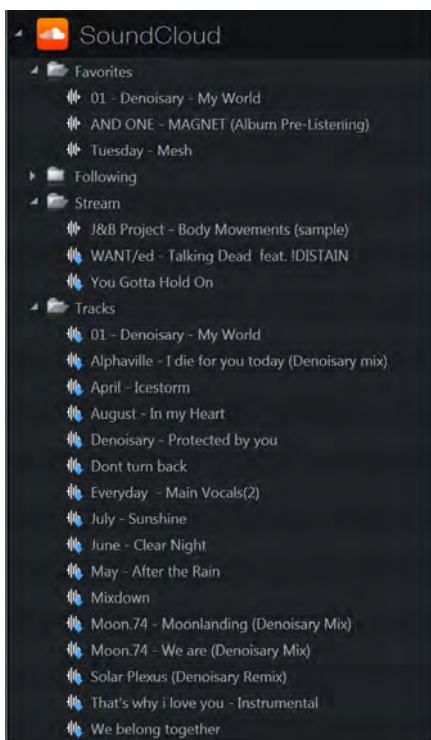 SoundCloud
Favorites
01 - Denoisary - My World
AND ONE - MAGNET (Album Pre-Listening)
Tuesday - Mesh
Following
Stream
J&B Project - Body Movements (sample)
WANT/ed - Talking Dead  feat. !DISTAIN
You Gotta Hold On
Tracks
01 - Denoisary - My World
Alphaville - I die for you today (Denoisary mix)
April - Icestorm
August - In my Heart
Denoisary - Protected by you
Dont turn back
Everyday  - Main Vocals(2)
July - Sunshine
June - Clear Night
May - After the Rain
Mixdown
Moon.74 - Moonlanding (Denoisary Mix)
Moon.74 - We are (Denoisary Mix)
Solar Plexus (Denoisary Remix)
That's why i love you - Instrumental
We belong together